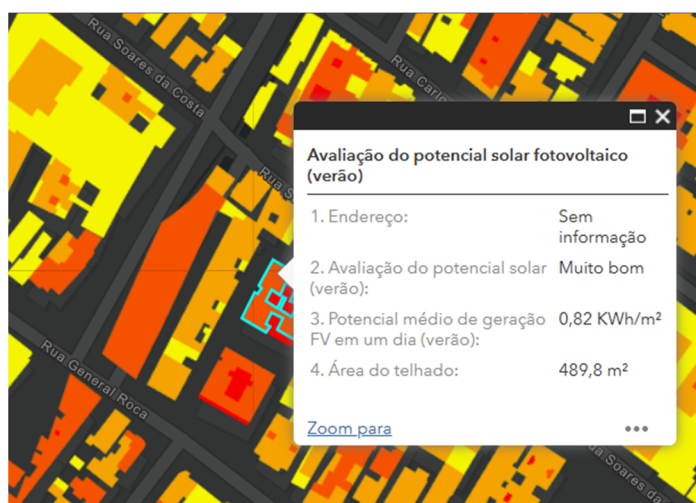 Rua Soares da Costa
Rua Carlo
Rua S
Avaliação do potencial solar fotovoltaico
(verão)
1. Endereço: Sem
informação
2. Avaliação do potencial solar Muito bom
(verão):
3. Potencial médio de geração 0,82 KWh/m²
FV em um dia (verão):
4. Área do telhado: 489,8 m²
Zoom para
Rua General Roca
ua Soares da